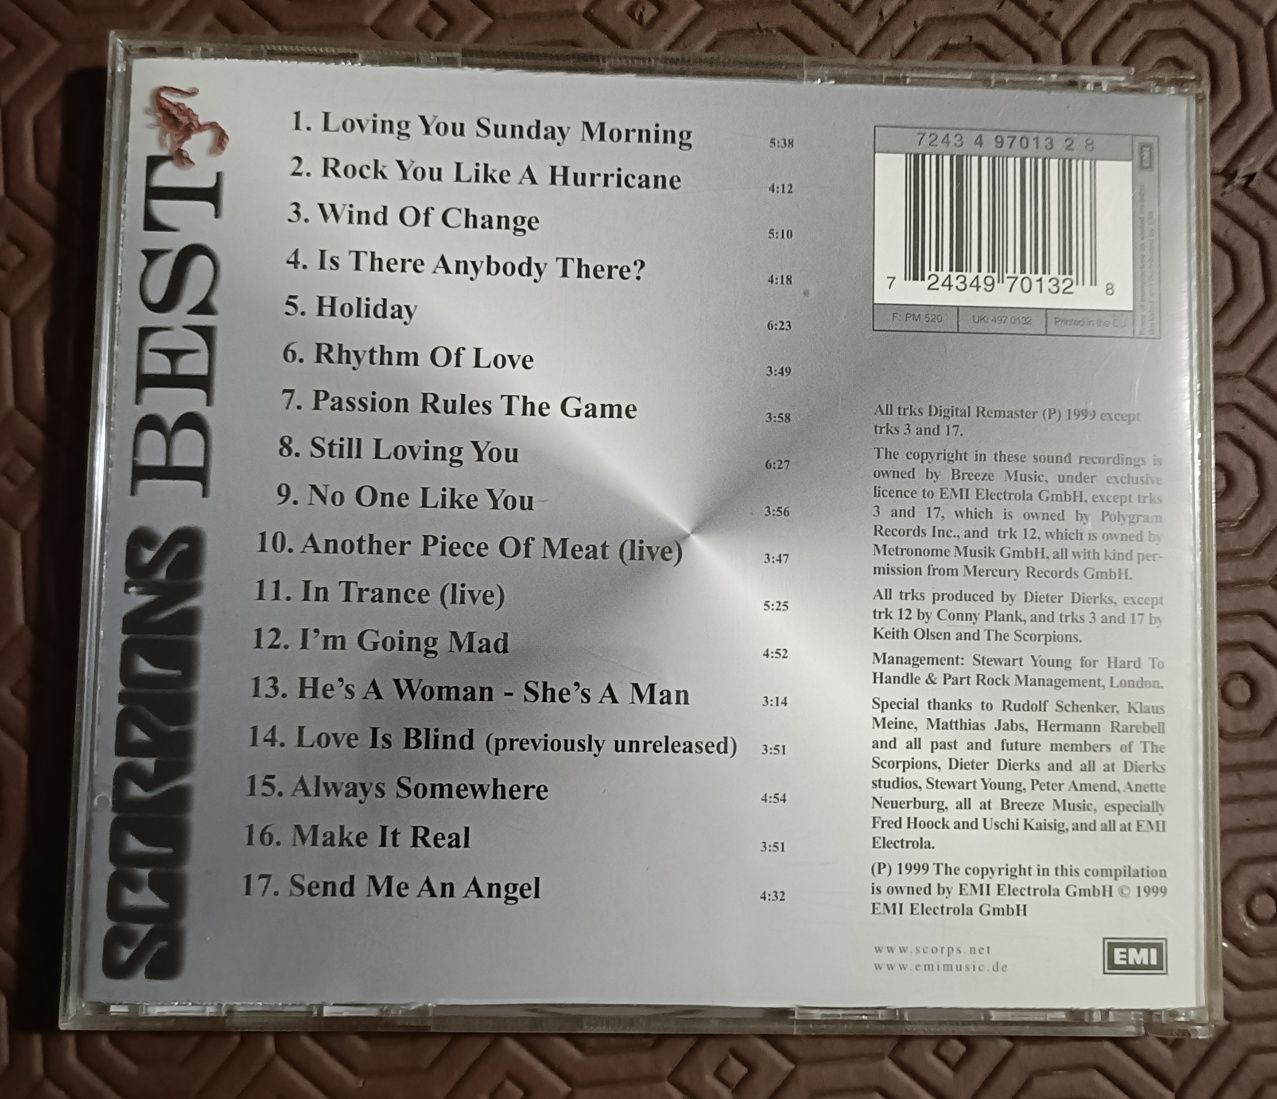 SCORPIONS BEST
1. Loving You Sunday Morning 5:38
2. Rock You Like A Hurricane 4:12
3. Wind Of Change 5:10
4. Is There Anybody There? 4:18
5. Holiday 6:23
6. Rhythm Of Love 3:49
7. Passion Rules The Game 3:58
8. Still Loving You 6:27
9. No One Like You 3:56
10. Another Piece Of Meat (live) 3:47
11. In Trance (live) 5:25
12. I'm Going Mad 4:52
13. He's A Woman - She's A Man 3:14
14. Love Is Blind (previously unreleased) 3:51
15. Always Somewhere 4:54
16. Make It Real 3:51
17. Send Me An Angel 4:32
7243 4 97013 2 8
EMI
7 24349 70132 8
F: PM 520
UK: 497 0132
Printed in the EU
All trks Digital Remaster (P) 1999 except
trks 3 and 17.
The copyright in these sound recordings is
owned by Breeze Music, under exclusive
licence to EMI Electrola GmbH, except trks
3 and 17, which is owned by Polygram
Records Inc., and trk 12, which is owned by
Metronome Musik GmbH, all with kind per-
mission from Mercury Records GmbH.
All trks produced by Dieter Dierks, except
trk 12 by Conny Plank, and trks 3 and 17 by
Keith Olsen and The Scorpions.
Management: Stewart Young for Hard To
Handle & Part Rock Management, London.
Special thanks to Rudolf Schenker, Klaus
Meine, Matthias Jabs, Hermann Rarebell
and all past and future members of The
Scorpions, Dieter Dierks and all at Dierks
studios, Stewart Young, Peter Amend, Anette
Neuerburg, all at Breeze Music, especially
Fred Hoock and Uschi Kaisig, and all at EMI
Electrola.
(P) 1999 The copyright in this compilation
is owned by EMI Electrola GmbH © 1999
EMI Electrola GmbH
www.scorps.net
www.emimusic.de
EMI